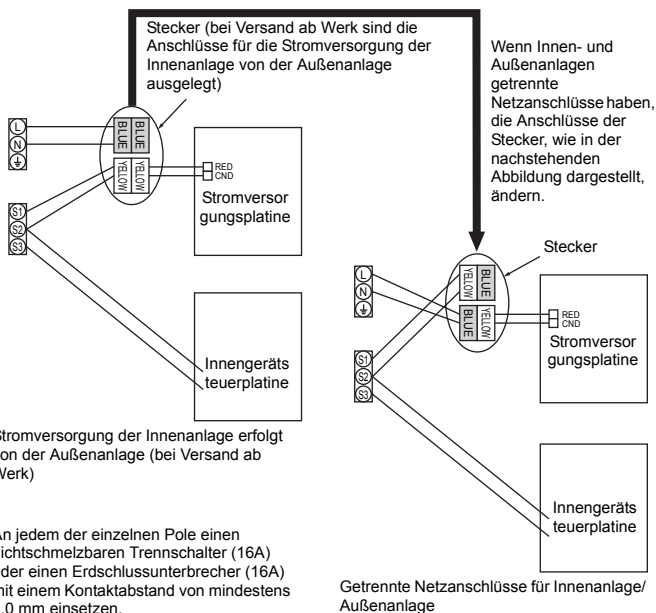 Stecker (bei Versand ab Werk sind die
Anschlüsse für die Stromversorgung der
Innenanlage von der Außenanlage
ausgelegt)
Wenn Innen- und
Außenanlagen
getrennte
Netzanschlüsse haben,
die Anschlüsse der
Stecker, wie in der
nachstehenden
Abbildung dargestellt,
ändern.
L
N
BLUE BLUE
YELLOW YELLOW
RED
CND
Stromversor
gungsplatine
S1
S2
S3
Innengeräts
teuerplatine
Stecker
L
N
YELLOW BLUE
BLUE YELLOW
RED
CND
Stromversor
gungsplatine
S1
S2
S3
Innengeräts
teuerplatine
Stromversorgung der Innenanlage erfolgt
von der Außenanlage (bei Versand ab
Werk)
An jedem der einzelnen Pole einen
nichtschmelzbaren Trennschalter (16A)
oder einen Erdschlussunterbrecher (16A)
mit einem Kontaktabstand von mindestens
,0 mm einsetzen.
Getrennte Netzanschlüsse für Innenanlage/
Außenanlage